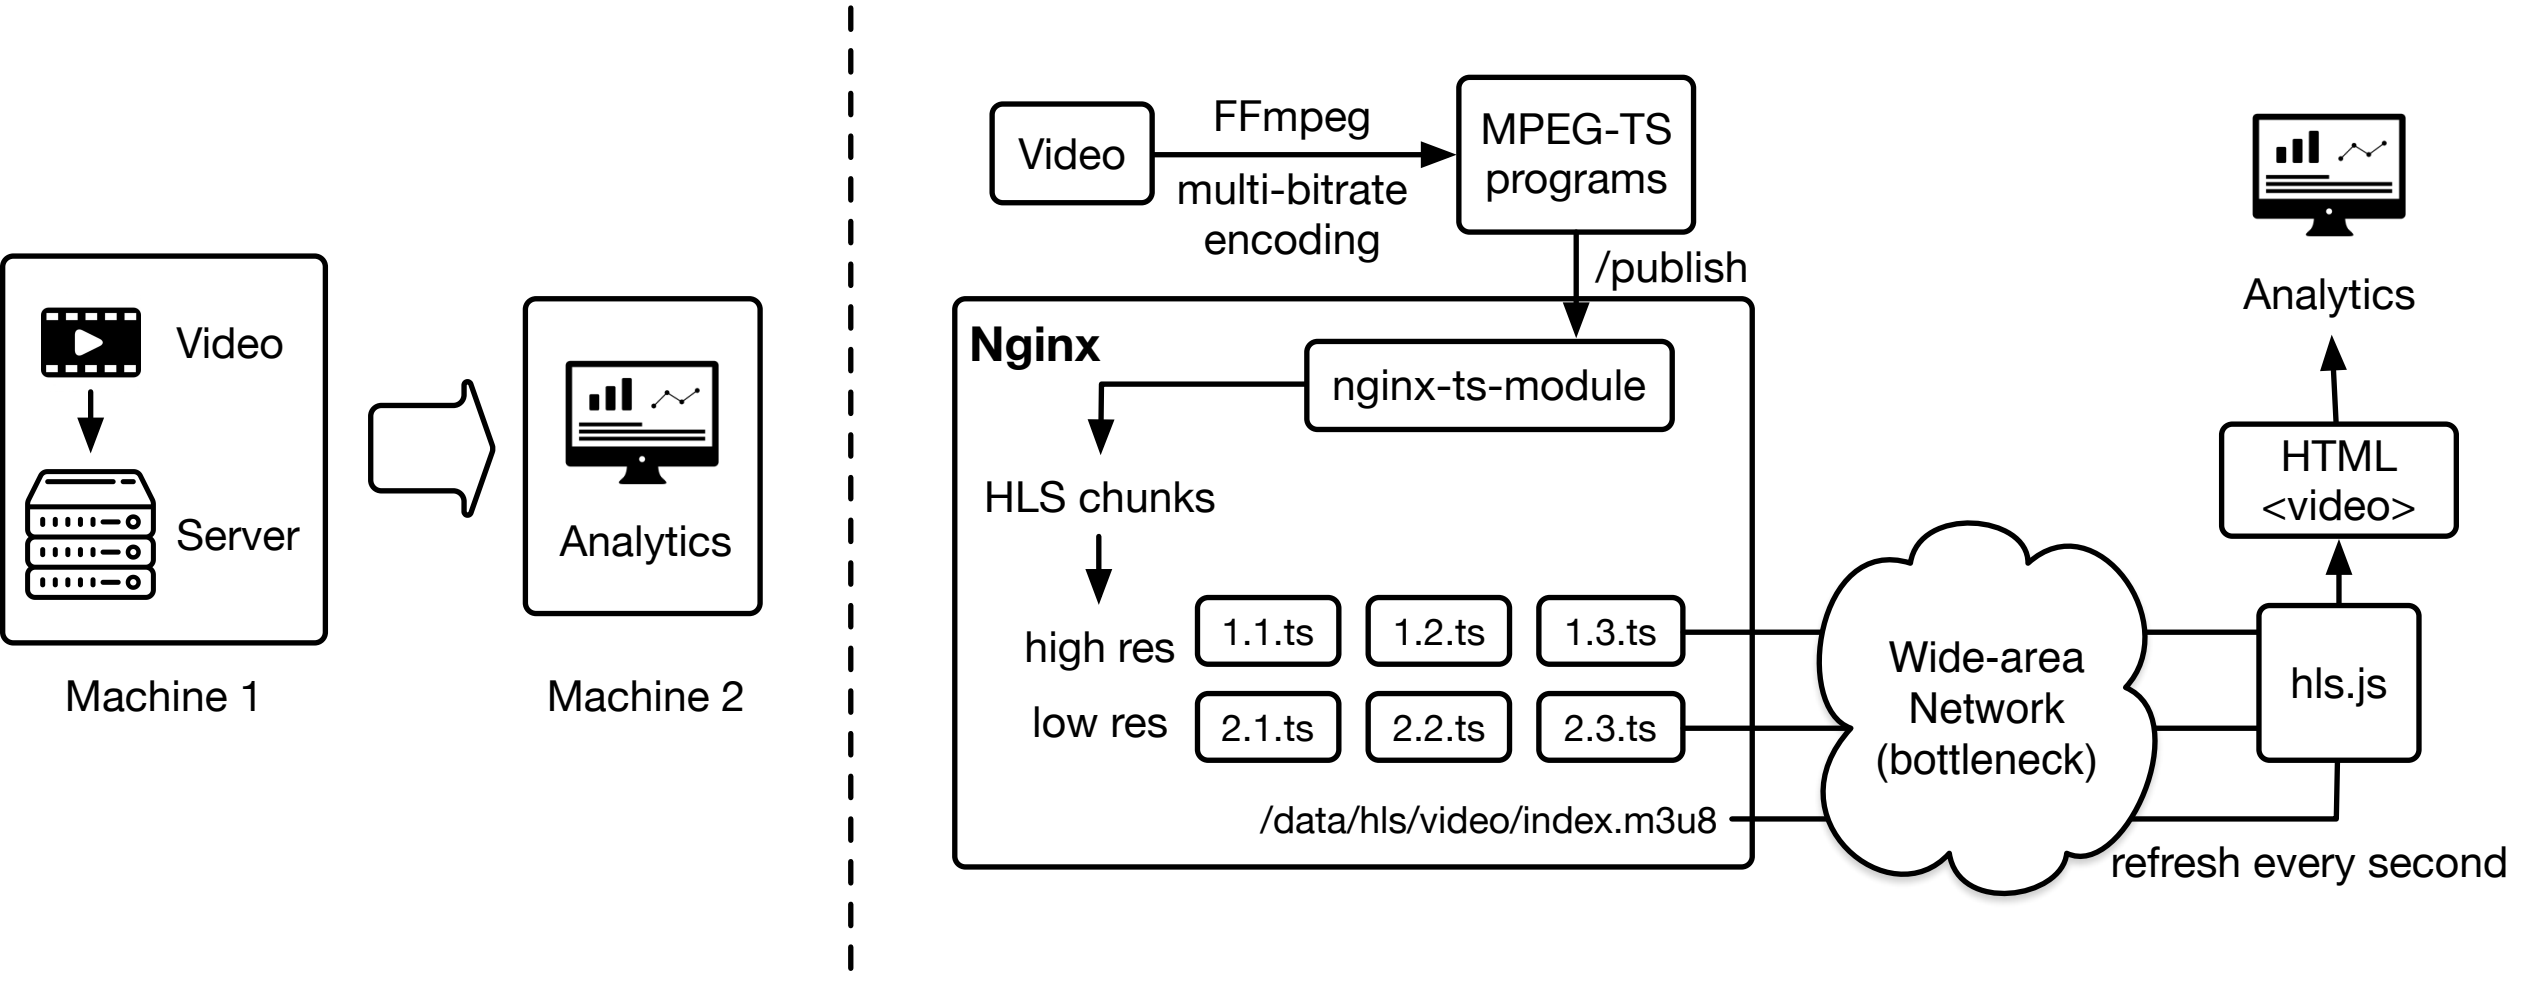 Video
Server
Machine 1
Analytics
Machine 2
Video
FFmpeg
multi-bitrate
encoding
MPEG-TS
programs
/publish
Nginx
nginx-ts-module
HLS chunks
high res
1.1.ts
1.2.ts
1.3.ts
low res
2.1.ts
2.2.ts
2.3.ts
/data/hls/video/index.m3u8
Wide-area
Network
(bottleneck)
Analytics
HTML
<video>
hls.js
refresh every second